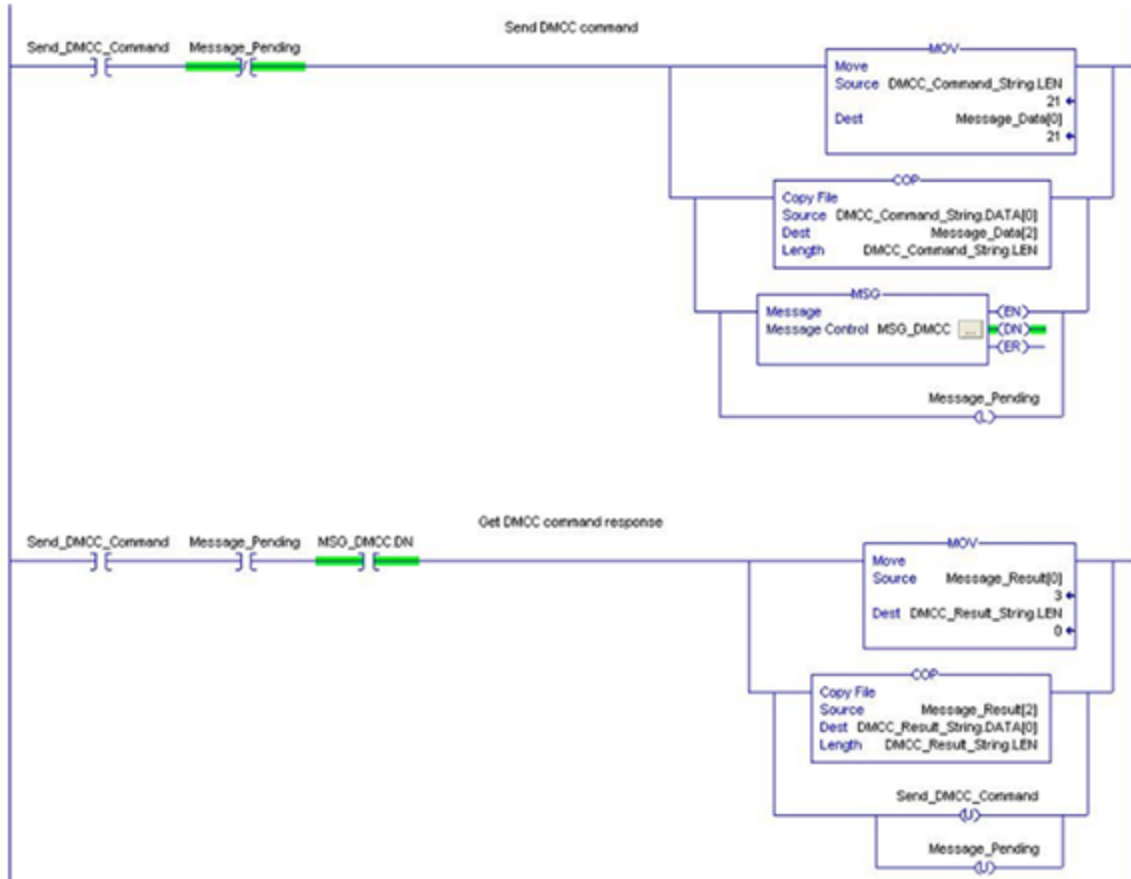 Send DMCC command
Send_DMCC_Command Message_Pending
MOV
Move
Source DMCC_Command_String.LEN
21
Dest Message_Data[0]
21
COP
Copy File
Source DMCC_Command_String.DATA[0]
Dest Message_Data[2]
Length DMCC_Command_String.LEN
MSG
Message
Message Control MSG_DMCC ...
EN
DN
ER
Message_Pending
L
Get DMCC command response
Send_DMCC_Command Message_Pending MSG_DMCC.DN
MOV
Move
Source Message_Result[0]
3
Dest DMCC_Result_String.LEN
0
COP
Copy File
Source Message_Result[2]
Dest DMCC_Result_String.DATA[0]
Length DMCC_Result_String.LEN
Send_DMCC_Command
U
Message_Pending
U